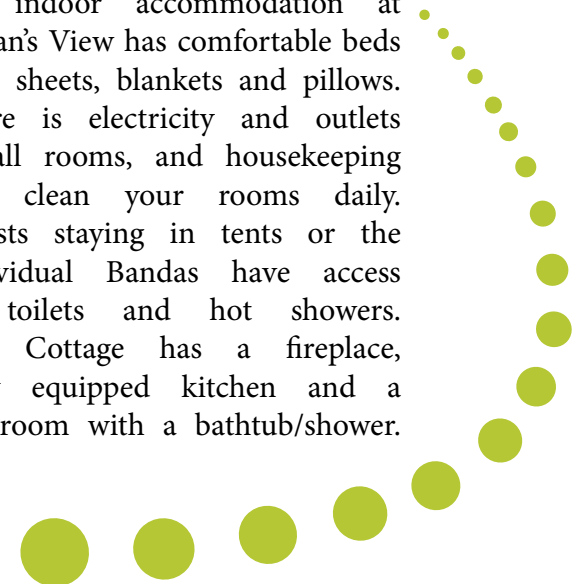 indoor accommodation at
an’s View has comfortable beds
sheets, blankets and pillows.
re is electricity and outlets
all rooms, and housekeeping
clean your rooms daily.
sts staying in tents or the
vidual Bandas have access
toilets and hot showers.
Cottage has a fireplace,
equipped kitchen and a
room with a bathtub/shower.